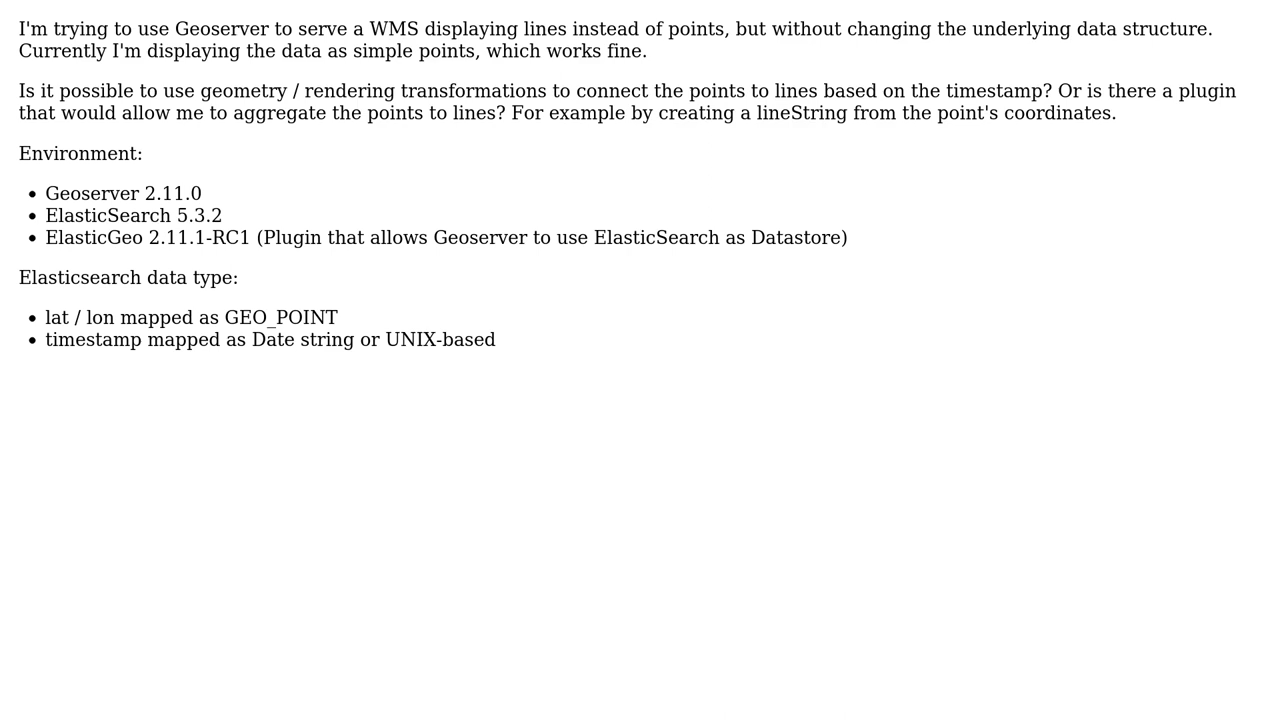 I'm trying to use Geoserver to serve a WMS displaying lines instead of points, but without changing the underlying data structure.
Currently I'm displaying the data as simple points, which works fine.
Is it possible to use geometry / rendering transformations to connect the points to lines based on the timestamp? Or is there a plugin
that would allow me to aggregate the points to lines? For example by creating a lineString from the point's coordinates.
Environment:
• Geoserver 2.11.0
• ElasticSearch 5.3.2
• ElasticGeo 2.11.1-RC1 (Plugin that allows Geoserver to use ElasticSearch as Datastore)
Elasticsearch data type:
• lat / lon mapped as GEO_POINT
• timestamp mapped as Date string or UNIX-based